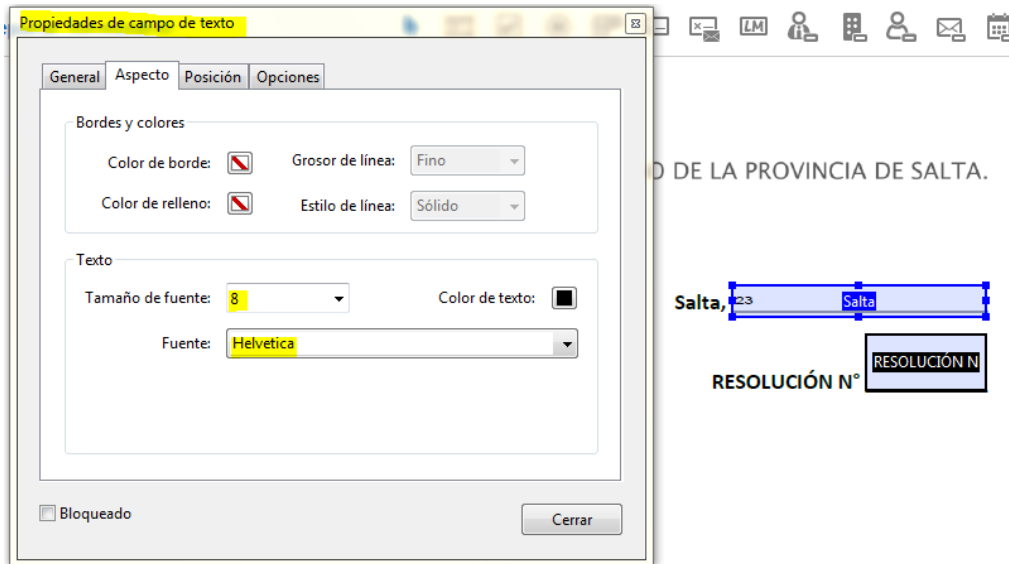 Propiedades de campo de texto
LM
General Aspecto Posición Opciones
Bordes y colores
Color de borde: Grosor de línea: Fino
Color de relleno: Estilo de línea: Sólido
Texto
Tamaño de fuente: 8 Color de texto:
Fuente: Helvetica
Bloqueado
Cerrar
DE LA PROVINCIA DE SALTA.
Salta, 23 Salta
RESOLUCIÓN N° RESOLUCIÓN N